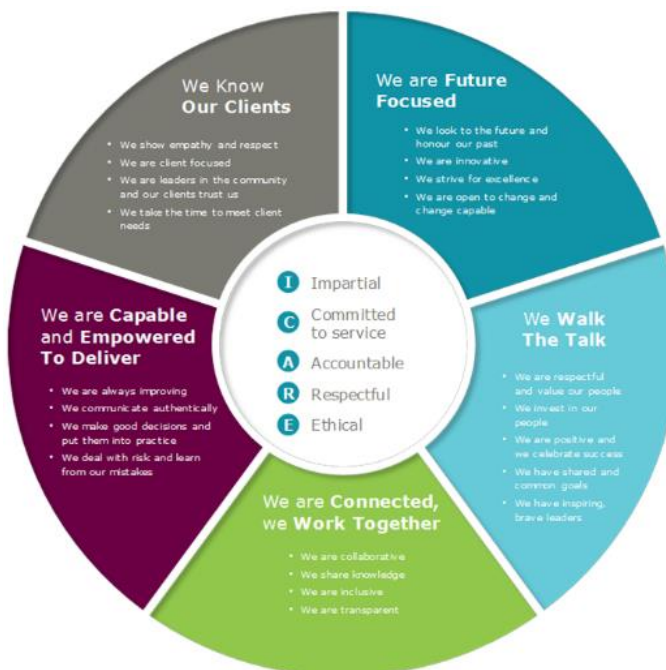 We Know
Our Clients
• We show empathy and respect
• We are client focused
• We are leaders in the community
and our clients trust us
• We take the time to meet client
needs
We are Future
Focused
• We look to the future and
honour our past
• We are innovative
• We strive for excellence
• We are open to change and
change capable
We Walk
The Talk
• We are respectful
and value our people
• We invest in our
people
• We are positive and
we celebrate success
• We have shared and
common goals
• We have inspiring,
brave leaders
We are Connected,
we Work Together
• We are collaborative
• We share knowledge
• We are inclusive
• We are transparent
We are Capable
and Empowered
To Deliver
• We are always improving
• We communicate authentically
• We make good decisions and
put them into practice
• We deal with risk and learn
from our mistakes
I Impartial
C Committed
to service
A Accountable
R Respectful
E Ethical